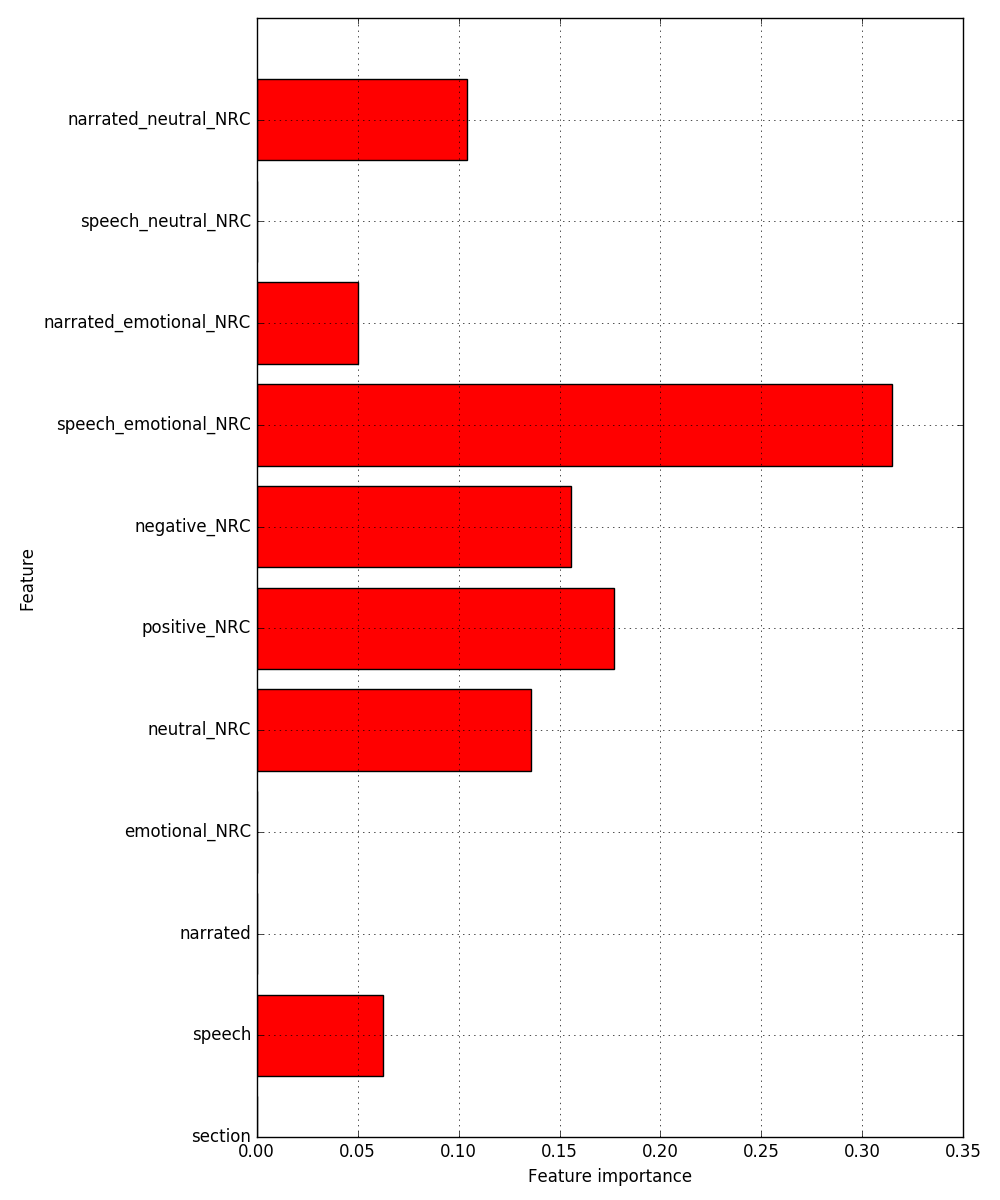 narrated_neutral_NRC
speech_neutral_NRC
narrated_emotional_NRC
speech_emotional_NRC
negative_NRC
positive_NRC
neutral_NRC
emotional_NRC
narrated
speech
section
Feature
0.00 0.05 0.10 0.15 0.20 0.25 0.30 0.35
Feature importance